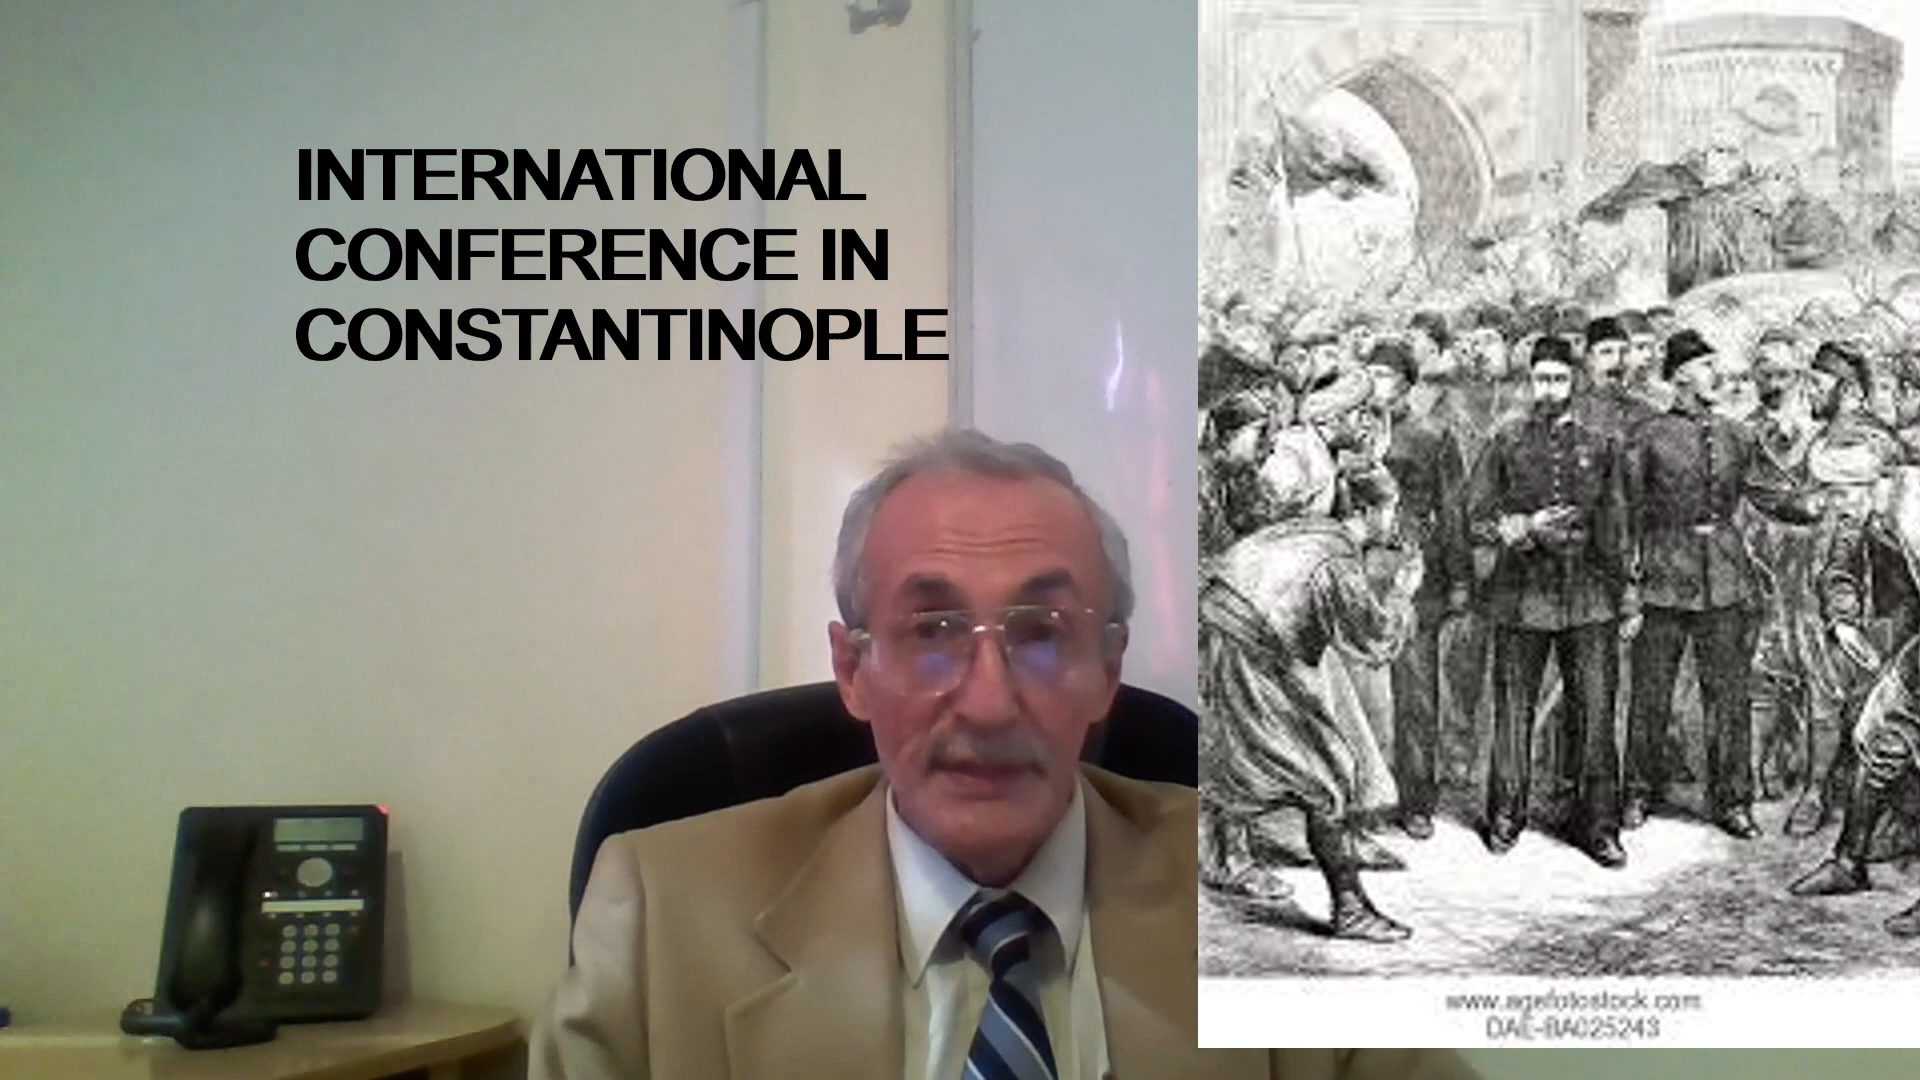 INTERNATIONAL
CONFERENCE IN
CONSTANTINOPLE
www.agefotostock.com
DAE-BA025243